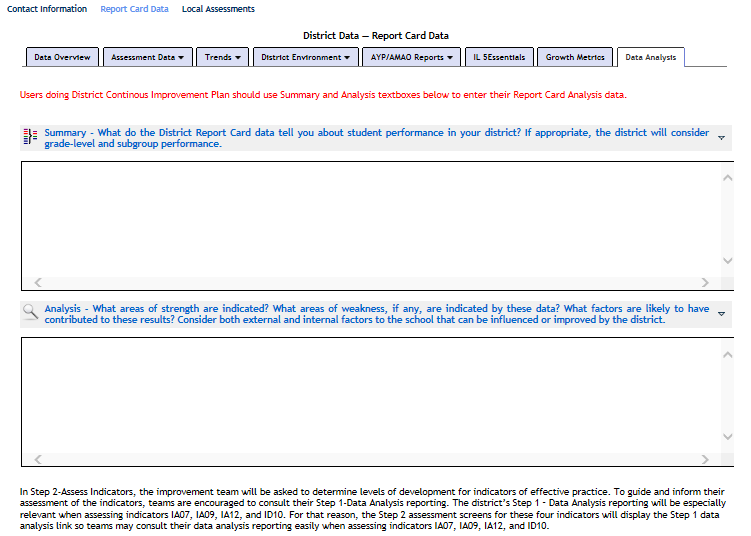 Contact Information Report Card Data Local Assessments
District Data — Report Card Data
Data Overview Assessment Data Trends District Environment AYP/AMAO Reports IL 5Essentials Growth Metrics Data Analysis
Users doing District Continous Improvement Plan should use Summary and Analysis textboxes below to enter their Report Card Analysis data.
Summary - What do the District Report Card data tell you about student performance in your district? If appropriate, the district will consider
grade-level and subgroup performance.
Analysis - What areas of strength are indicated? What areas of weakness, if any, are indicated by these data? What factors are likely to have
contributed to these results? Consider both external and internal factors to the school that can be influenced or improved by the district.
In Step 2-Assess Indicators, the improvement team will be asked to determine levels of development for indicators of effective practice. To guide and inform their
assessment of the indicators, teams are encouraged to consult their Step 1-Data Analysis reporting. The district's Step 1 - Data Analysis reporting will be especially
relevant when assessing indicators IA07, IA09, IA12, and ID10. For that reason, the Step 2 assessment screens for these four indicators will display the Step 1 data
analysis link so teams may consult their data analysis reporting easily when assessing indicators IA07, IA09, IA12, and ID10.